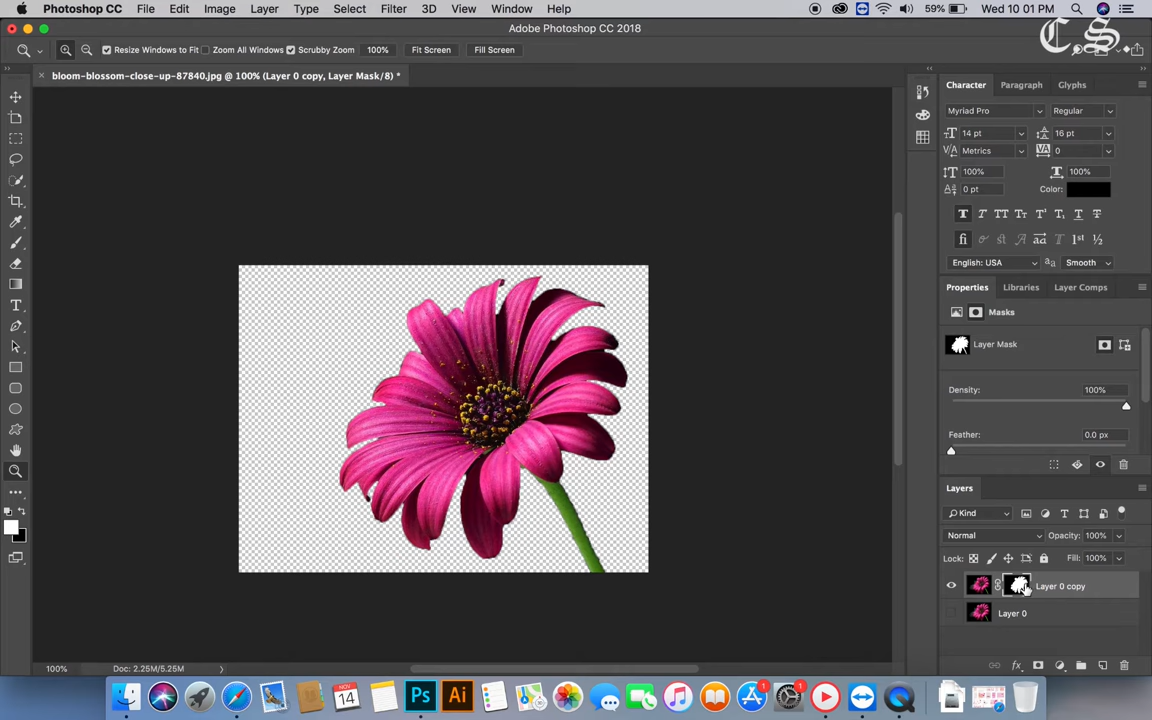 Photoshop CC File Edit Image Layer Type Select Filter 3D View Window Help 59% Wed 10 01 PM
Adobe Photoshop CC 2018
C.S
Resize Windows to Fit Zoom All Windows Scrubby Zoom 100% Fit Screen Fill Screen
bloom-blossom-close-up-87840.jpg @ 100% (Layer 0 copy, Layer Mask/8) *
Character Paragraph Glyphs
Myriad Pro Regular
14 pt 16 pt
Metrics 0
100% 100%
0 pt Color:
English: USA Smooth
Properties Libraries Layer Comps
Masks
Layer Mask
Density: 100%
Feather: 0.0 px
Layers
Kind
Normal Opacity: 100%
Lock: Fill: 100%
Layer 0 copy
Layer 0
100% Doc: 2.25M/5.25M
NOV
14
Ps Ai
1 1